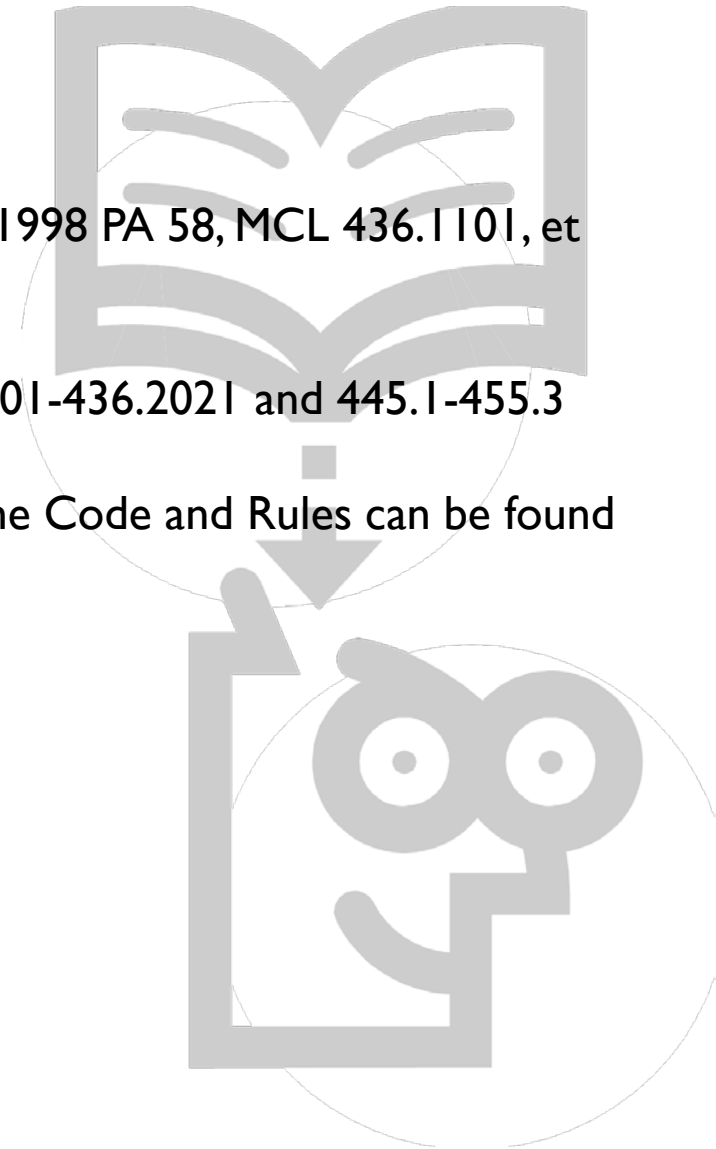 1998 PA 58, MCL 436.1101, et
01-436.2021 and 445.1-455.3
he Code and Rules can be found